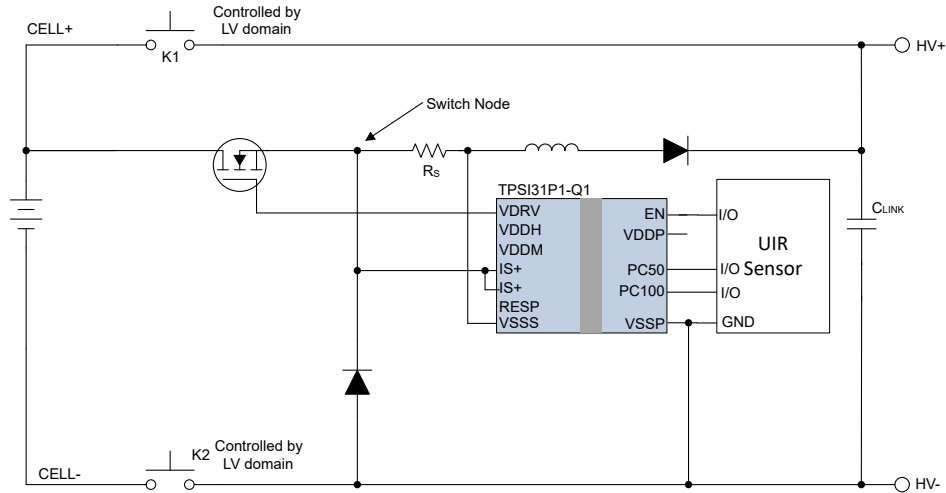 CELL+
Controlled by
LV domain
K1
HV+
Switch Node
RS
TPSI31P1-Q1
VDRV
VDDH
VDDM
IS+
IS+
RESP
VSSS
EN
VDDP
PC50
PC100
VSSP
I/O
I/O
I/O
GND
UIR
Sensor
CLINK
K2
Controlled by
LV domain
CELL-
HV-